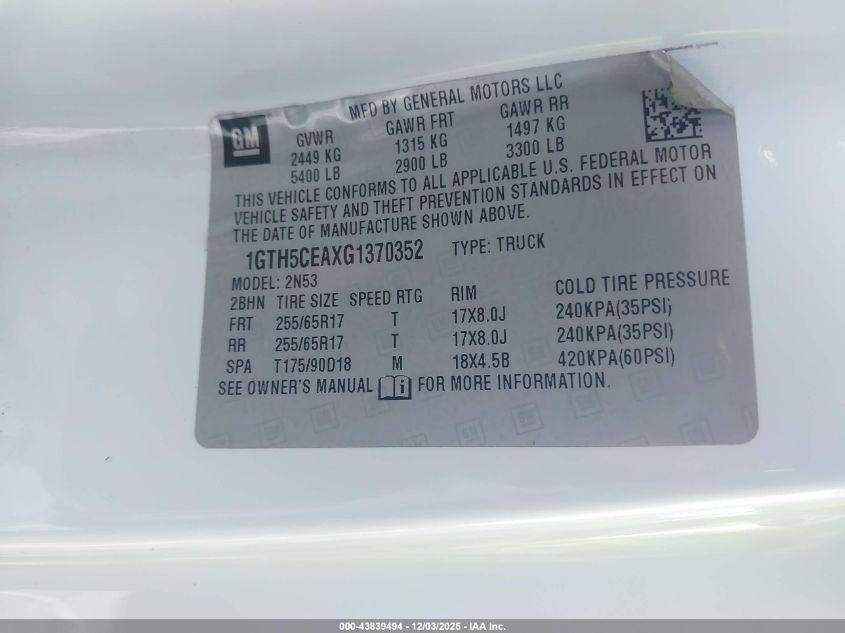 MFD BY GENERAL MOTORS LLC
GM GVWR GAWR FRT GAWR RR
2449 KG 1315 KG 1497 KG
5400 LB 2900 LB 3300 LB
THIS VEHICLE CONFORMS TO ALL APPLICABLE U.S. FEDERAL MOTOR
VEHICLE SAFETY AND THEFT PREVENTION STANDARDS IN EFFECT ON
THE DATE OF MANUFACTURE SHOWN ABOVE.
1GTH5CEAXG1370352 TYPE: TRUCK
MODEL: 2N53
2BHN TIRE SIZE SPEED RTG RIM COLD TIRE PRESSURE
FRT 255/65R17 T 17X8.0J 240KPA(35PSI)
RR 255/65R17 T 17X8.0J 240KPA(35PSI)
SPA T175/90D18 M 18X4.5B 420KPA(60PSI)
SEE OWNER'S MANUAL FOR MORE INFORMATION.
000-43839494 - 12/03/2025 - IAA Inc.